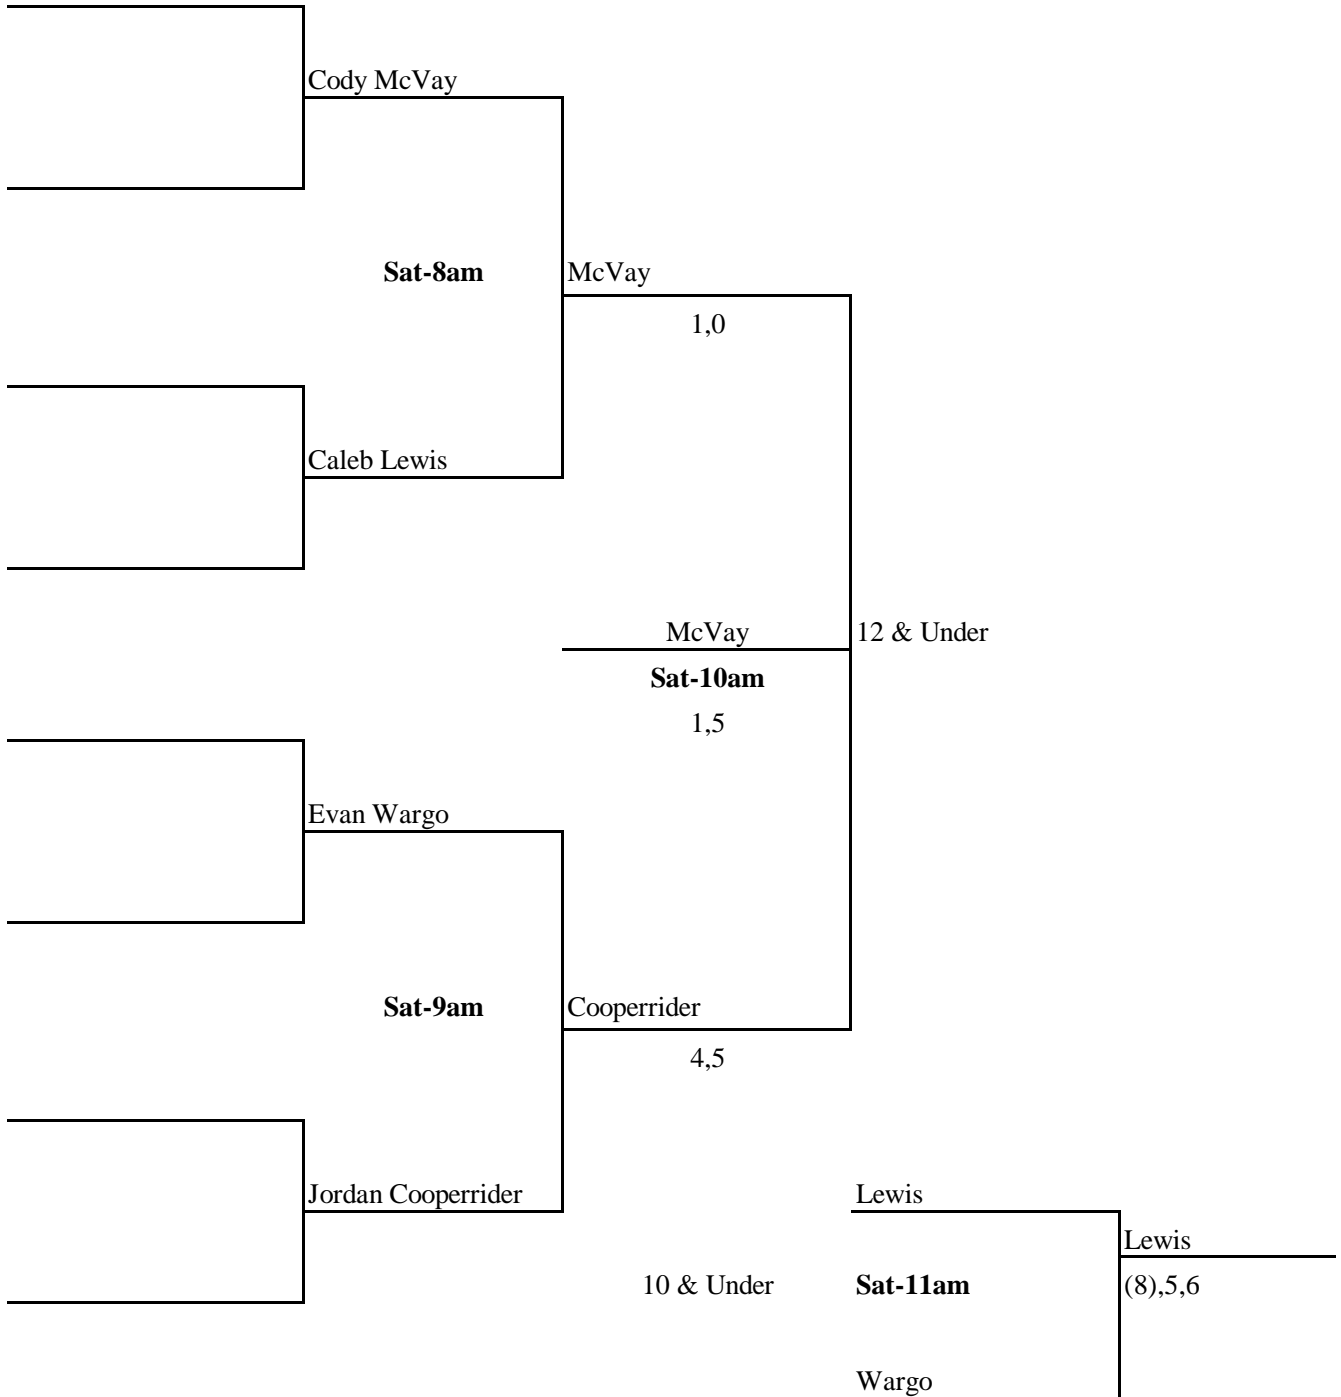 Cody McVay
Sat-8am
McVay
1,0
Caleb Lewis
McVay
12 & Under
Sat-10am
1,5
Evan Wargo
Sat-9am
Cooperrider
4,5
Jordan Cooperrider
Lewis
Lewis
10 & Under
Sat-11am
(8),5,6
Wargo